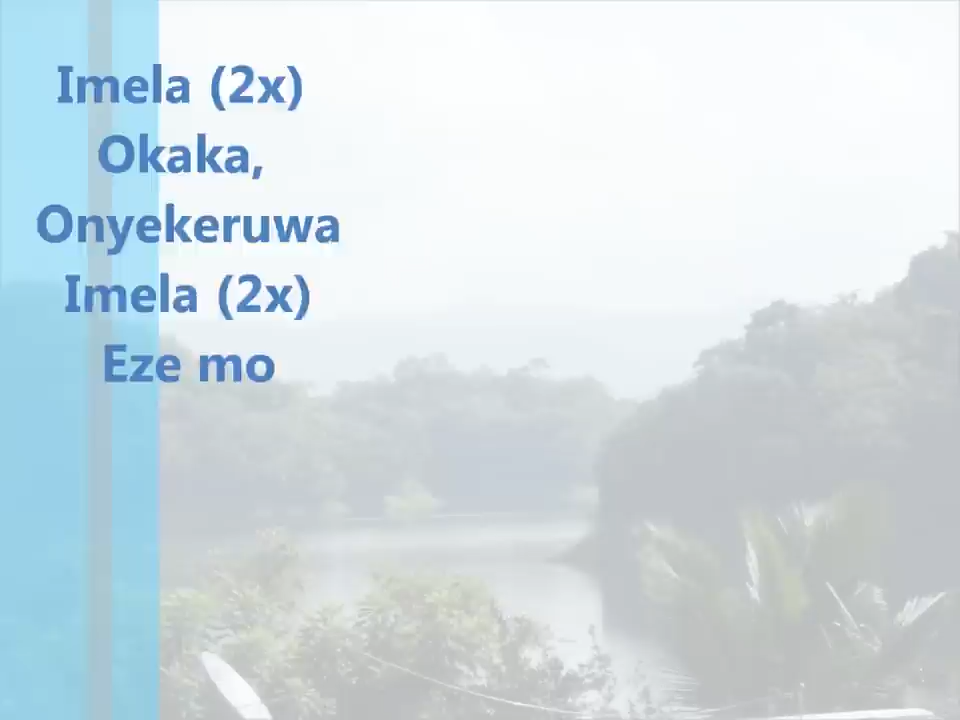 Imela (2x)
Okaka,
Onyekeruwa
Imela (2x)
Eze mo